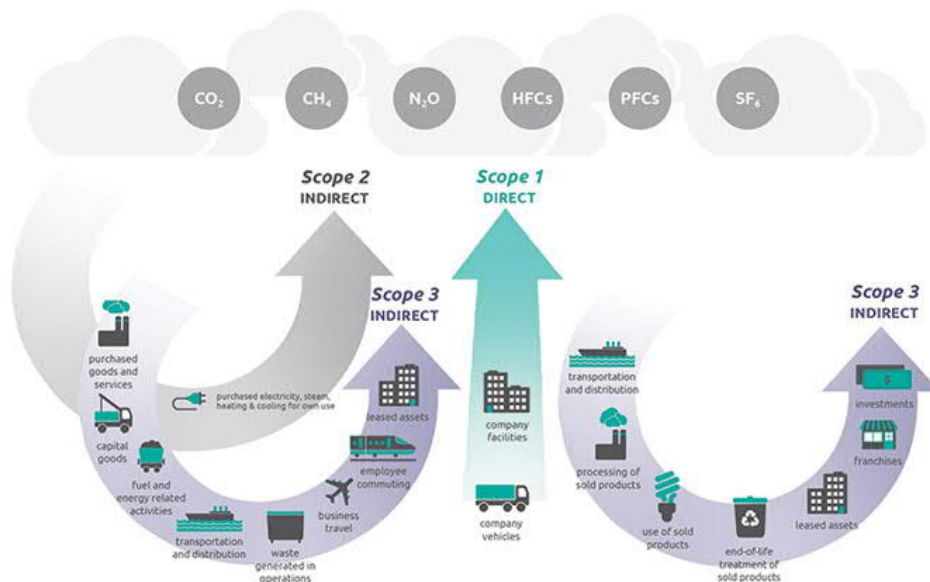 CO₂
CH₄
N₂O
HFCs
PFCs
SF₆
Scope 2
INDIRECT
Scope 1
DIRECT
Scope 3
INDIRECT
Scope 3
INDIRECT
purchased
goods and
services
capital
goods
fuel and
energy related
activities
transportation
and distribution
waste
generated in
operations
business
travel
employee
commuting
leased assets
purchased electricity, steam,
heating & cooling for own use
company
facilities
company
vehicles
transportation
and distribution
processing of
sold products
use of sold
products
end-of-life
treatment of
sold products
leased assets
franchises
$
investments